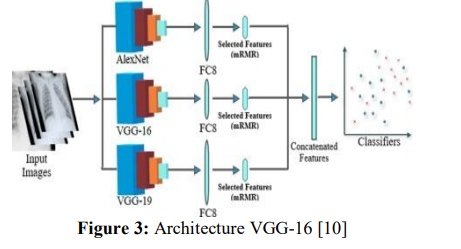 AlexNet
FC8
Selected Features
(mRMR)
VGG-16
FC8
Selected Features
(mRMR)
VGG-19
FC8
Selected Features
(mRMR)
Input
Images
Concatenated
Features
Classifiers
Figure 3: Architecture VGG-16 [10]